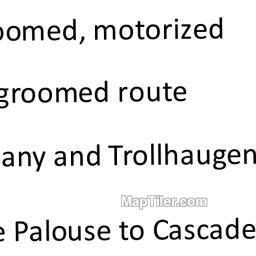 oomed, motorized
groomed route
any and Trollhaugen
MapTiler.com
e Palouse to Cascade